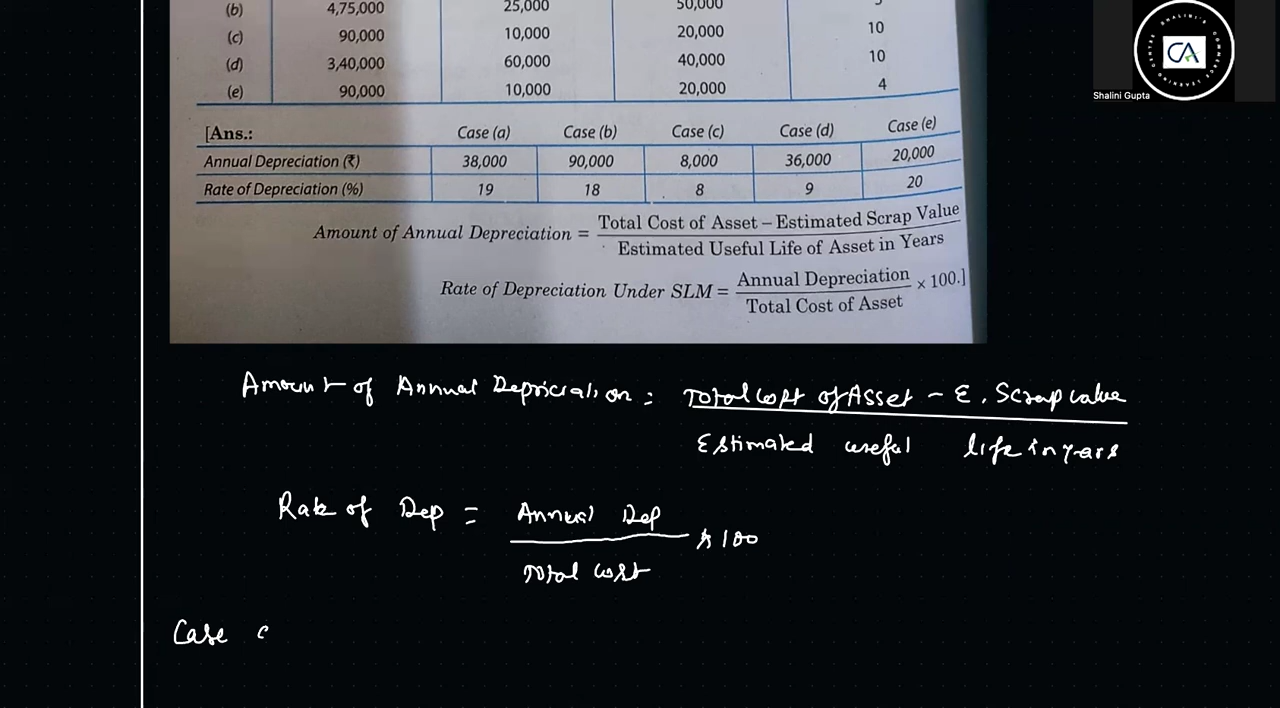 (b) 4,75,000 25,000 50,000
(c) 90,000 10,000 20,000 10
(d) 3,40,000 60,000 40,000 10
(e) 90,000 10,000 20,000 4
CA
Shalini Gupta
[Ans.: Case (a) Case (b) Case (c) Case (d) Case (e)
Annual Depreciation (₹) 38,000 90,000 8,000 36,000 20,000
Rate of Depreciation (%) 19 18 8 9 20
Amount of Annual Depreciation = Total Cost of Asset – Estimated Scrap Value
Estimated Useful Life of Asset in Years
Rate of Depreciation Under SLM = Annual Depreciation × 100.]
Total Cost of Asset
Amount of Annual Depriciation = Total Cost of Asset - E. Scrap value
Estimated useful life in years
Rate of Dep = Annual Dep × 100
Total cost
Case